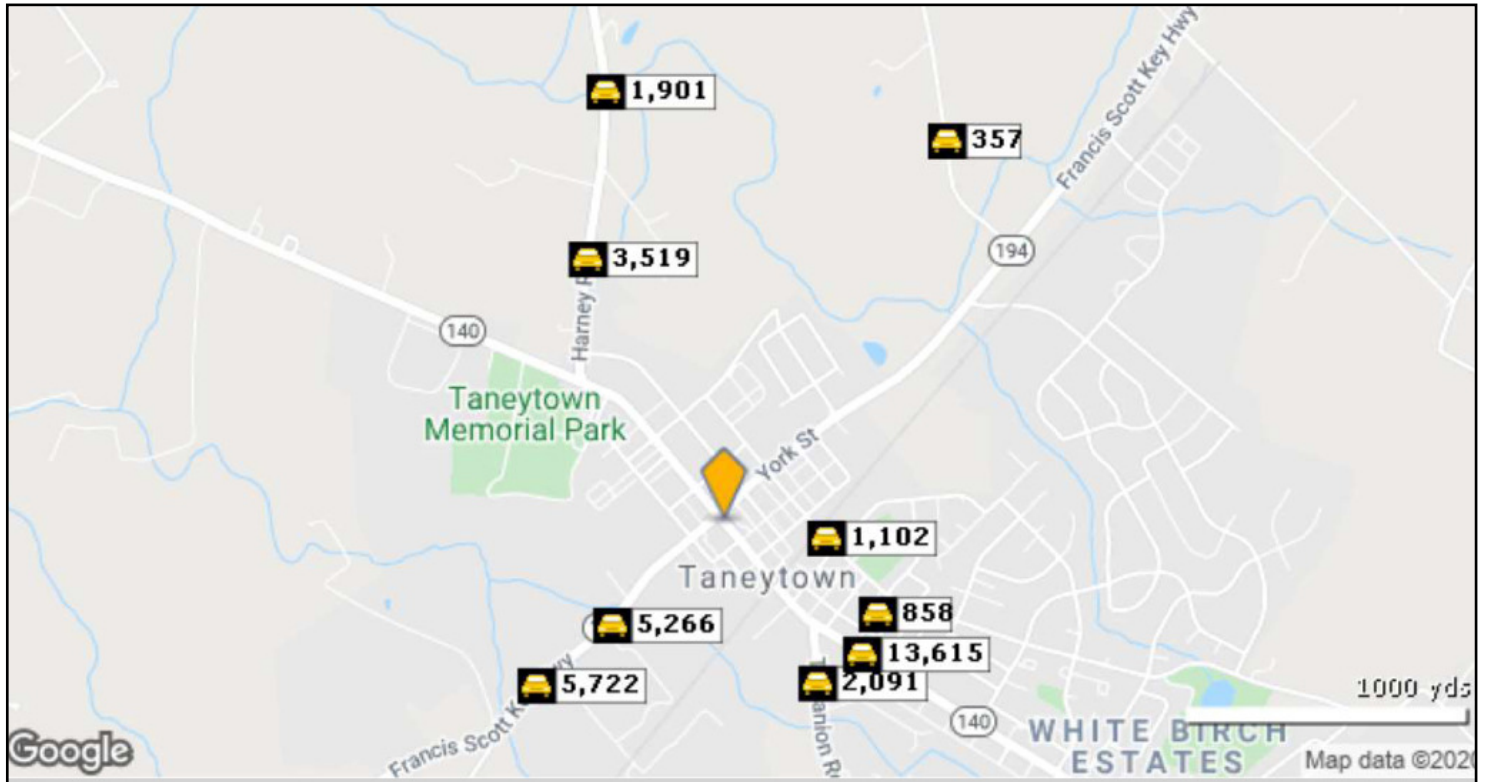 1,901
357
Francis Scott Key Hwy
194
3,519
Harney R
140
Taneytown
Memorial Park
York St
1,102
Taneytown
858
5,266
13,615
2,091
5,722
1000 yds
140
WHITE BIRCH
ESTATES
Francis Scott K
wy
anion R
Google
Map data ©202